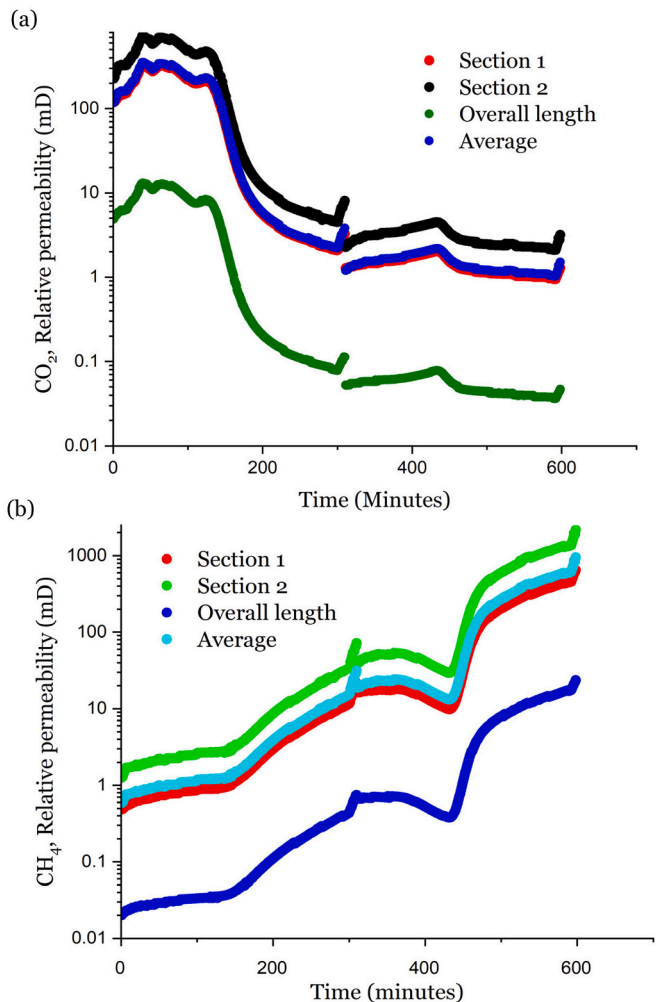 (a)
Section 1
Section 2
Overall length
Average
100
10
1
0.1
0.01
CO₂, Relative permeability (mD)
0
200
400
600
Time (Minutes)
(b)
Section 1
Section 2
Overall length
Average
1000
100
10
1
0.1
0.01
CH₄, Relative permeability (mD)
0
200
400
600
Time (minutes)